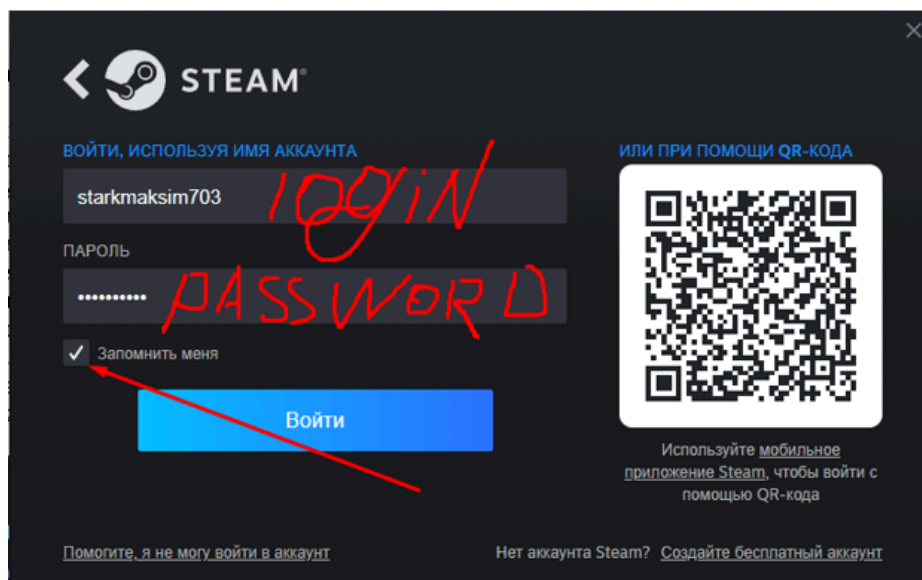 STEAM®
ВОЙТИ, ИСПОЛЬЗУЯ ИМЯ АККАУНТА
starkmaksim703 login
ПАРОЛЬ
•••••••••• PASSWORD
Запомнить меня
Войти
ИЛИ ПРИ ПОМОЩИ QR-КОДА
Используйте мобильное
приложение Steam, чтобы войти с
помощью QR-кода
Помогите, я не могу войти в аккаунт
Нет аккаунта Steam? Создайте бесплатный аккаунт